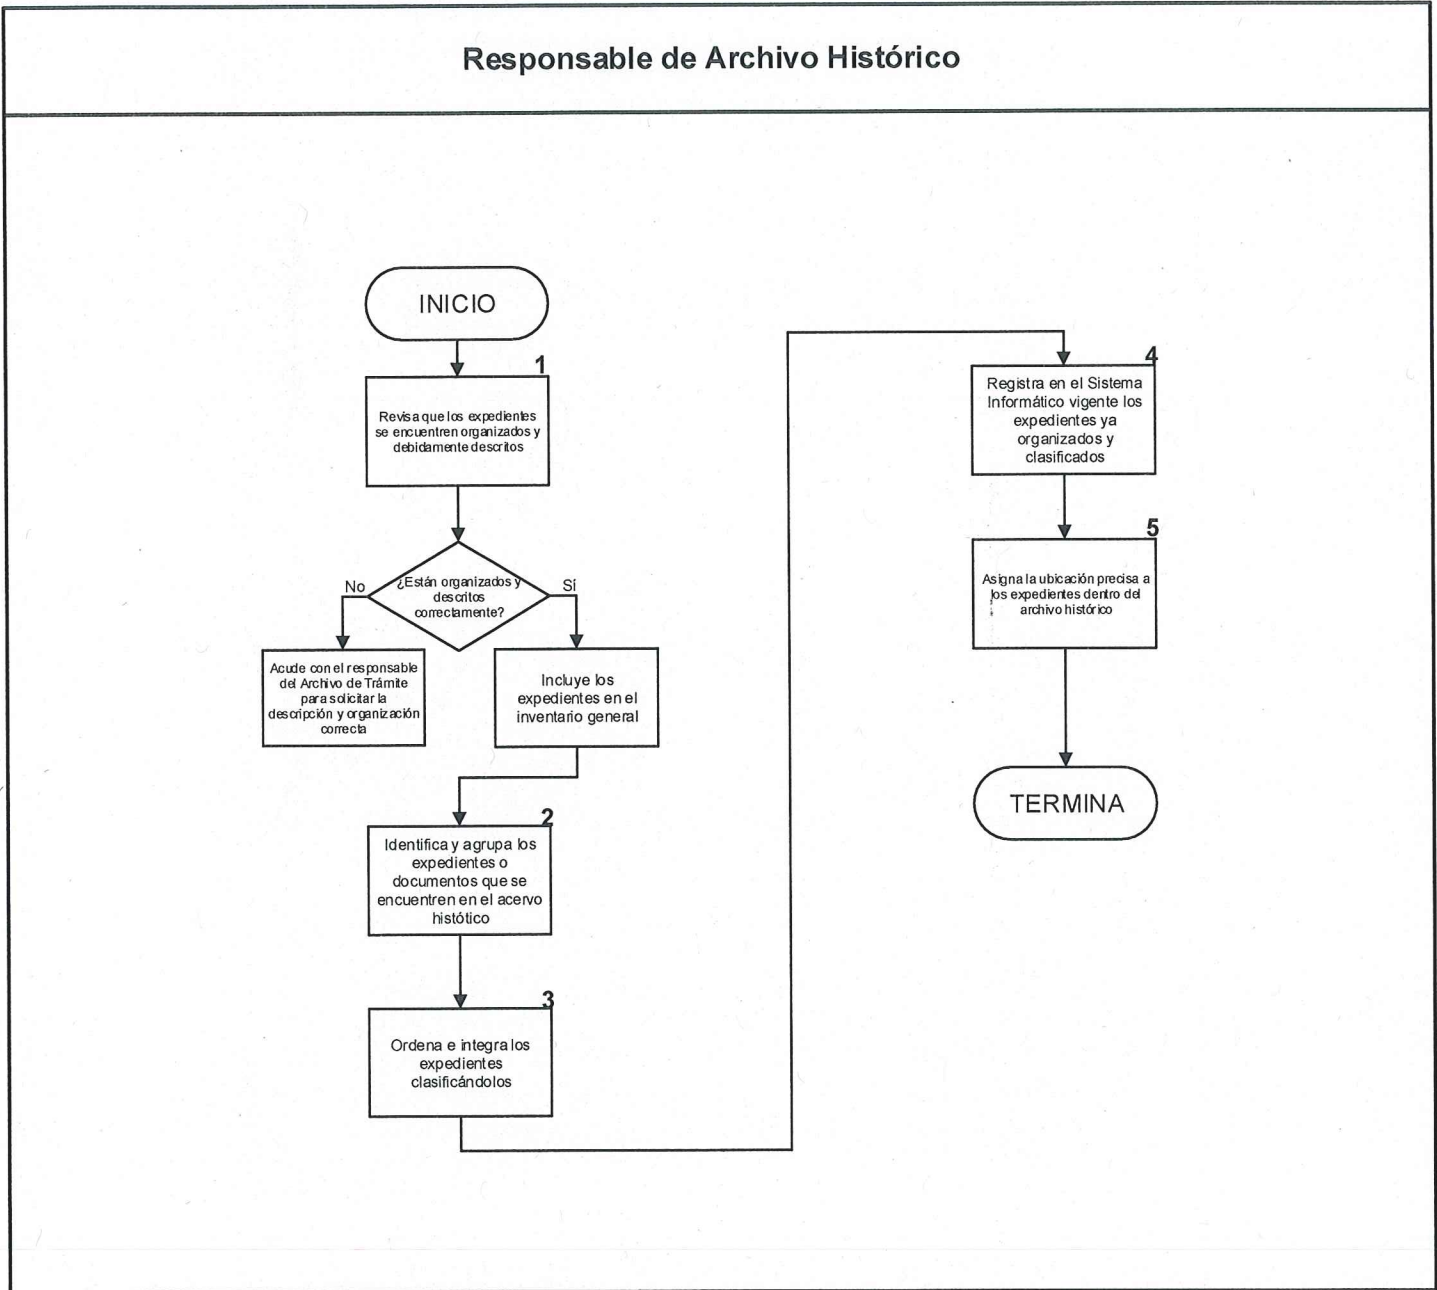 Responsable de Archivo Histórico
INICIO
1
Revisa que los expedientes
se encuentren organizados y
debidamente descritos
¿Están organizados y
descritos
correctamente?
No
Sí
Acude con el responsable
del Archivo de Trámite
para solicitar la
descripción y organización
correcta
Incluye los
expedientes en el
inventario general
2
Identifica y agrupa los
expedientes o
documentos que se
encuentren en el acervo
histótico
3
Ordena e integra los
expedientes
clasificándolos
4
Registra en el Sistema
Informático vigente los
expedientes ya
organizados y
clasificados
5
Asigna la ubicación precisa a
los expedientes dentro del
archivo histórico
TERMINA